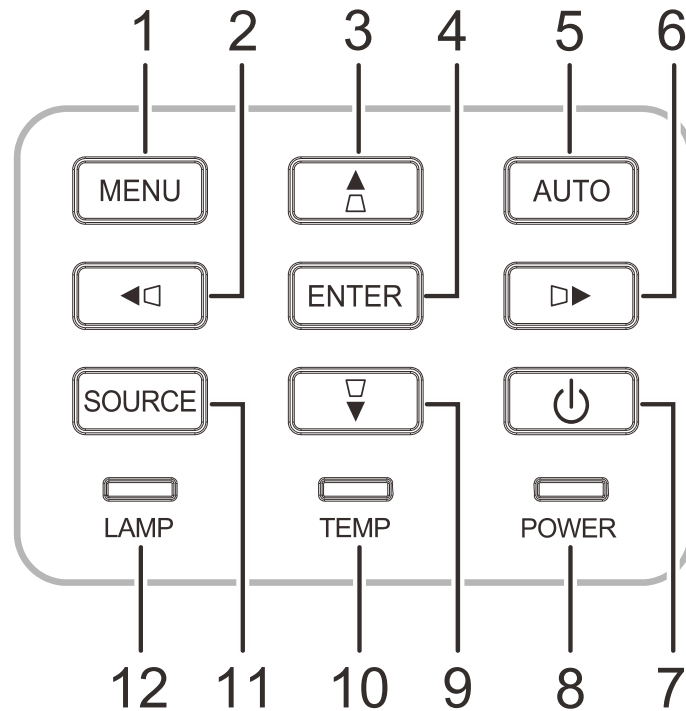 1 2 3 4 5 6
MENU AUTO
ENTER
SOURCE
LAMP TEMP POWER
12 11 10 9 8 7